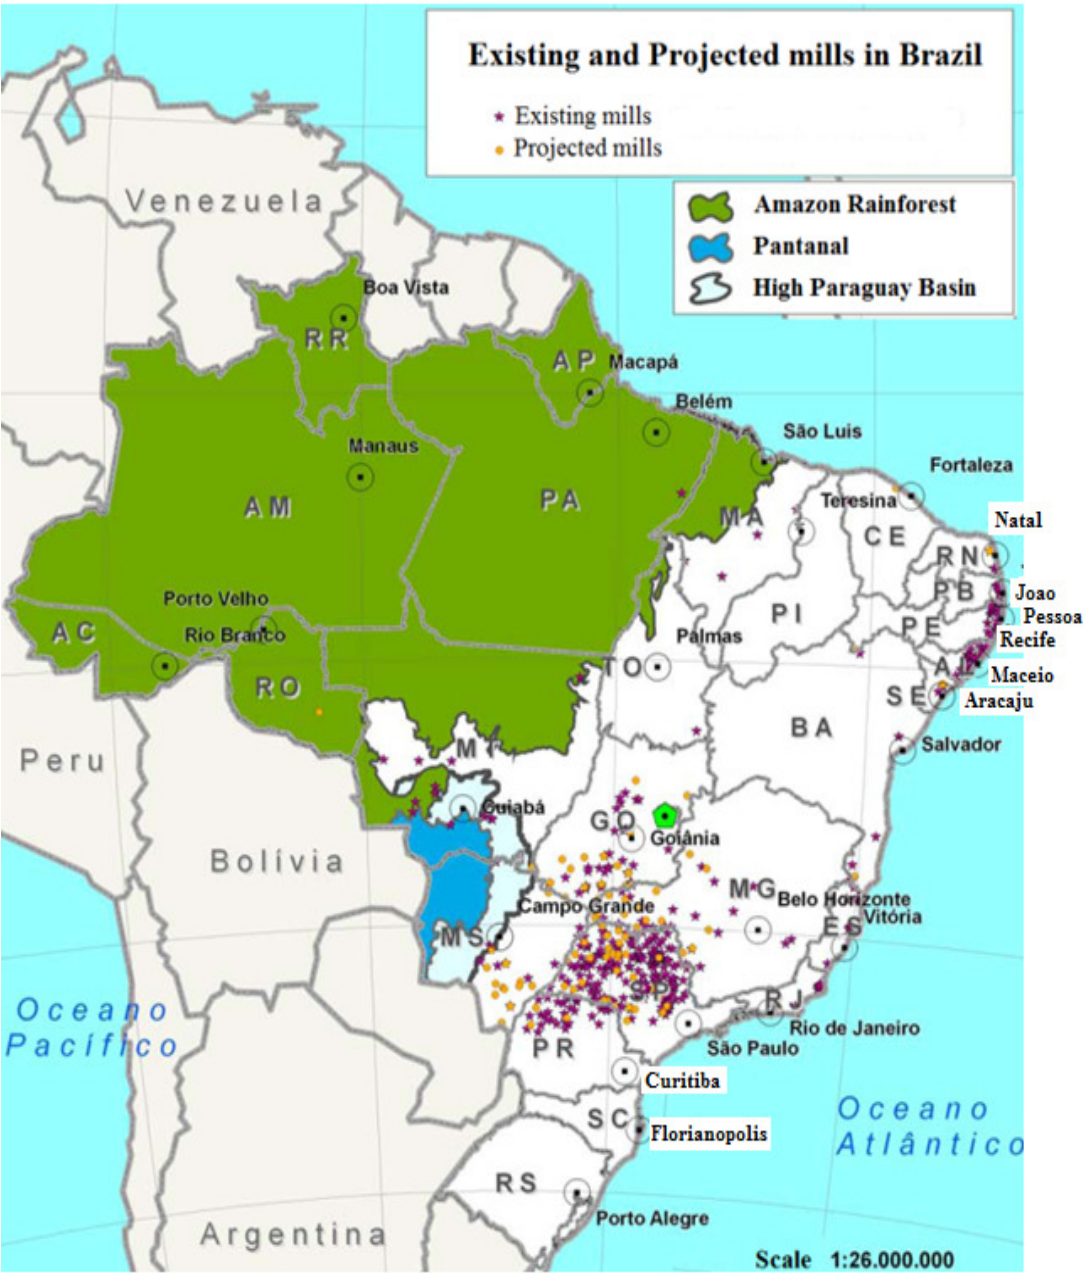 Existing and Projected mills in Brazil
Existing mills
Projected mills
Amazon Rainforest
Pantanal
High Paraguay Basin
Venezuela
Boa Vista
RR
AP
Macapá
Belém
Manaus
São Luis
Fortaleza
AM
PA
MA
Teresina
CE
Natal
RN
Porto Velho
PB
Joao
Pessoa
AC
Rio Branco
PI
PE
Recife
Palmas
TO
AL
Maceio
RO
SE
Aracaju
Peru
MT
BA
Salvador
Cuiabá
GO
Goiânia
Bolívia
MG
Belo Horizonte
Campo Grande
ES
Vitória
MS
SP
RJ
Oceano
Pacífico
Rio de Janeiro
PR
São Paulo
Curitiba
SC
Florianopolis
Oceano
Atlântico
RS
Porto Alegre
Argentina
Scale 1:26.000.000